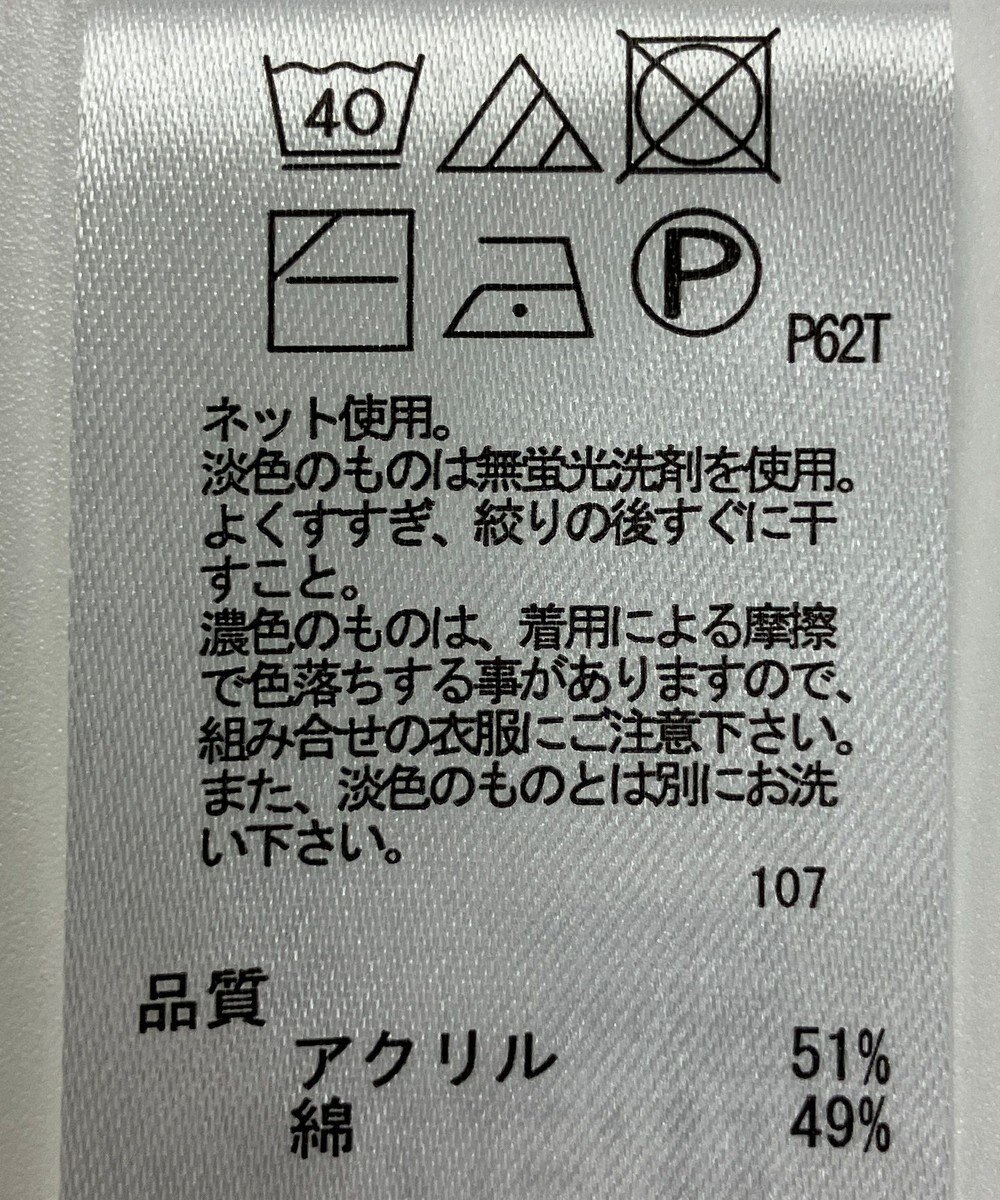 40
P
P62T
ネット使用。
淡色のものは無蛍光洗剤を使用。
よくすすぎ、絞りの後すぐに干
すこと。
濃色のものは、着用による摩擦
で色落ちする事がありますので、
組み合せの衣服にご注意下さい。
また、淡色のものとは別にお洗
い下さい。
107
品質
アクリル 51%
綿 49%